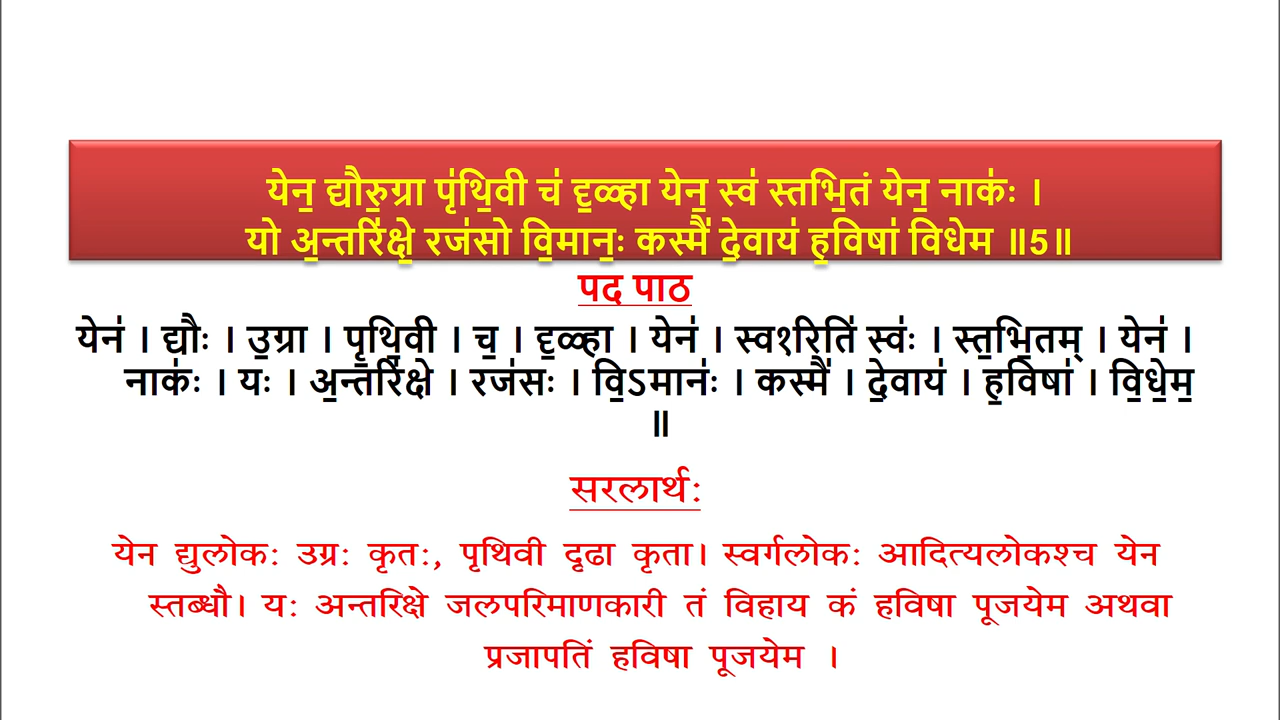 येन॒ द्यौरु॒ग्रा पृ॑थि॒वी च॑ दृ॒ळ्हा येन॒ स्व॑ स्तभि॒तं येन॒ नाकः॑ ।
यो अ॒न्तरि॑क्षे॒ रज॑सो वि॒मानः॒ कस्मै॑ दे॒वाय॑ ह॒विषा॑ विधेम ॥5॥
पद पाठ
येन॑ । द्यौः । उ॒ग्रा । पृ॒थि॒वी । च॒ । दृ॒ळ्हा । येन॑ । स्व१रिति॑ स्वः॑ । स्त॒भि॒तम् । येन॑ ।
नाकः॑ । यः । अ॒न्तरि॑क्षे । रज॑सः । वि॒ऽमानः॑ । कस्मै॑ । दे॒वाय॑ । ह॒विषा॑ । वि॒धे॒म॒
॥
सरलार्थः
येन द्युलोकः उग्रः कृतः, पृथिवी दृढा कृता। स्वर्गलोकः आदित्यलोकश्च येन
स्तब्धौ। यः अन्तरिक्षे जलपरिमाणकारी तं विहाय कं हविषा पूजयेम अथवा
प्रजापतिं हविषा पूजयेम ।